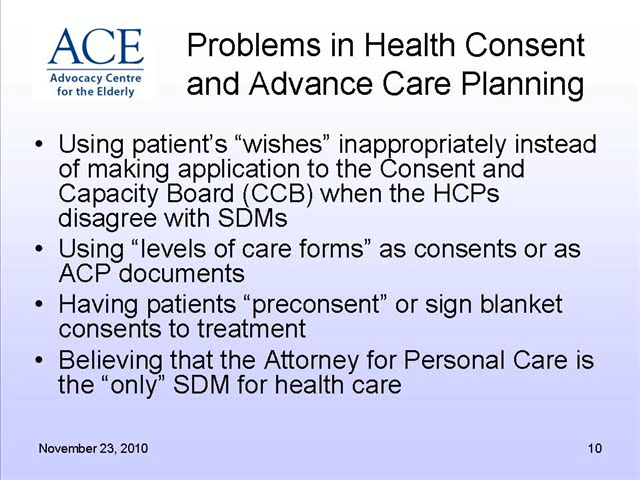 ACE
Advocacy Centre
for the Elderly
Problems in Health Consent
and Advance Care Planning
• Using patient’s “wishes” inappropriately instead
of making application to the Consent and
Capacity Board (CCB) when the HCPs
disagree with SDMs
• Using “levels of care forms” as consents or as
ACP documents
• Having patients “preconsent” or sign blanket
consents to treatment
• Believing that the Attorney for Personal Care is
the “only” SDM for health care
November 23, 2010
10